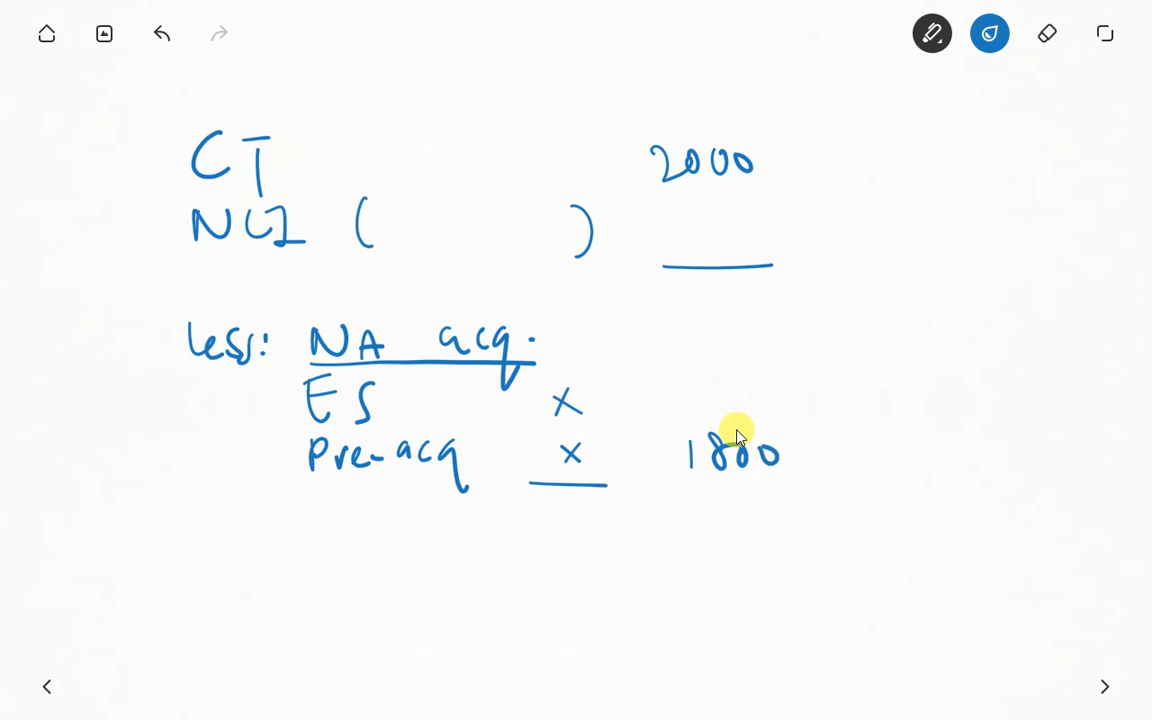 CT 2000
NCI ( )
Less: NA acq.
ES x
Pre-acq x 1800